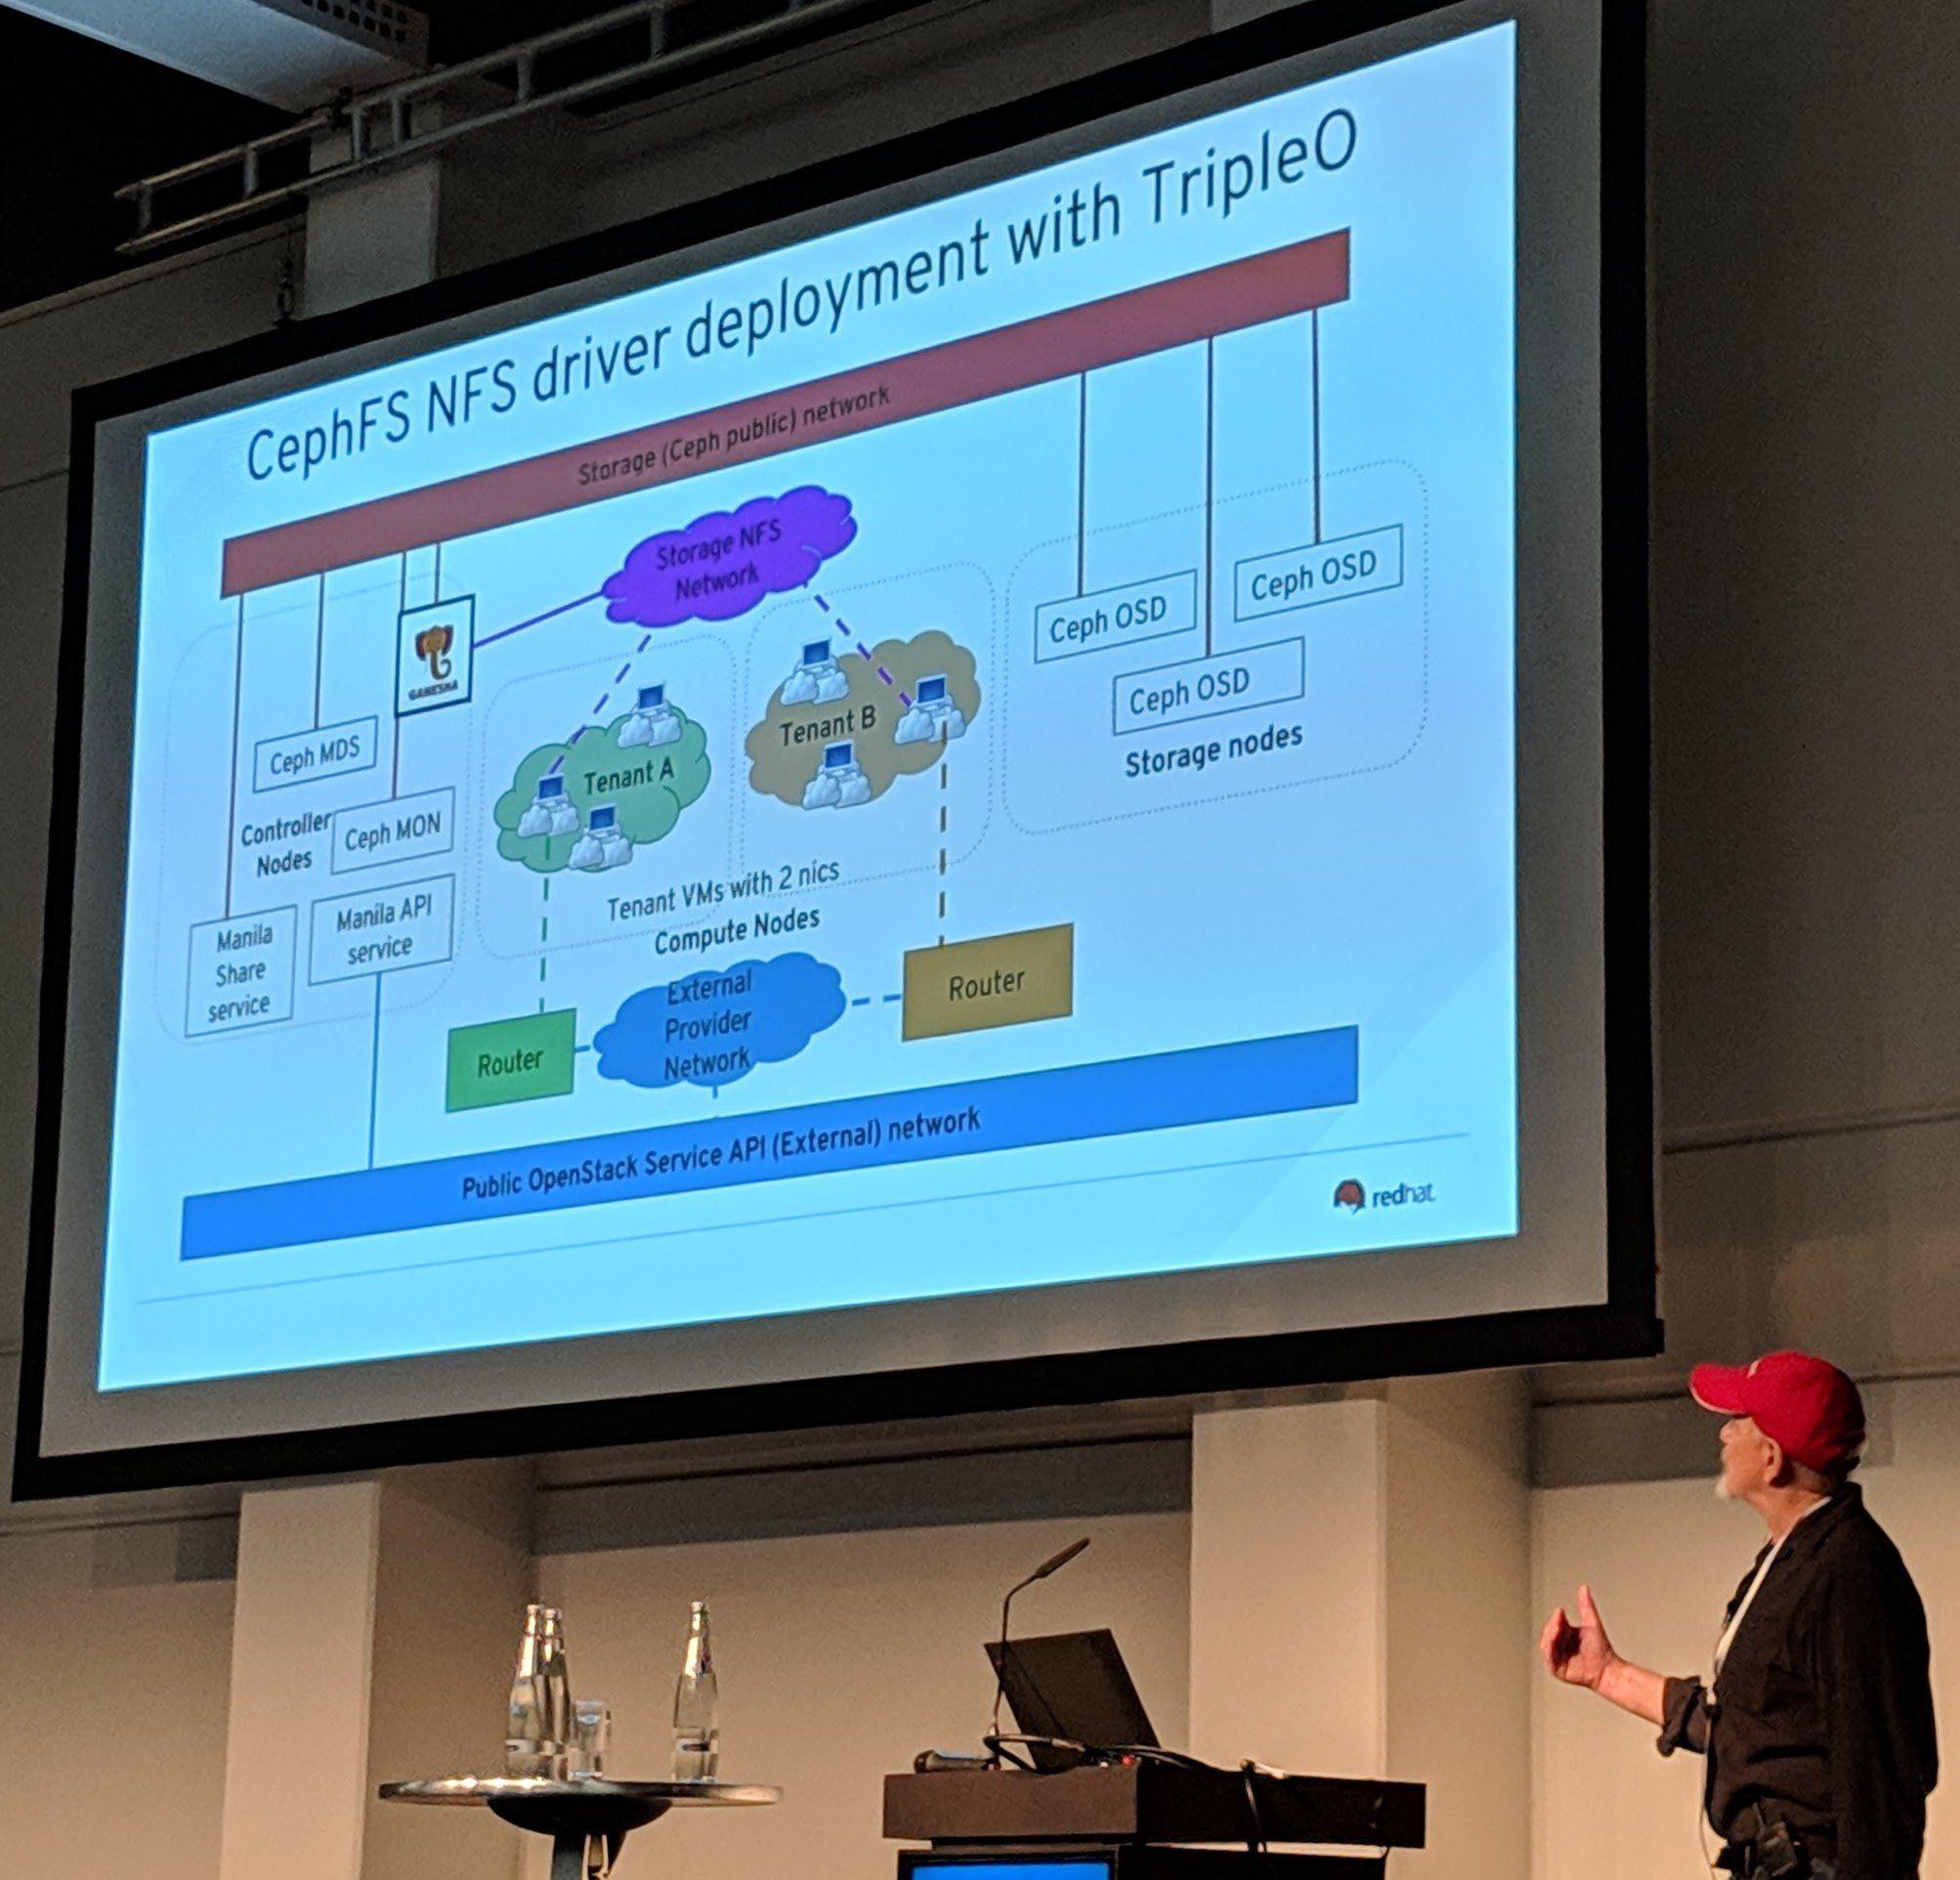 CephFS NFS driver deployment with TripleO
Storage (Ceph public) network
Storage NFS
Network
GANESHA
Ceph MDS
Controller
Nodes
Ceph MON
Manila
Share
service
Manila API
service
Tenant A
Tenant B
Tenant VMs with 2 nics
Compute Nodes
Ceph OSD
Ceph OSD
Ceph OSD
Storage nodes
Router
External
Provider
Network
Router
Public OpenStack Service API (External) network
redhat